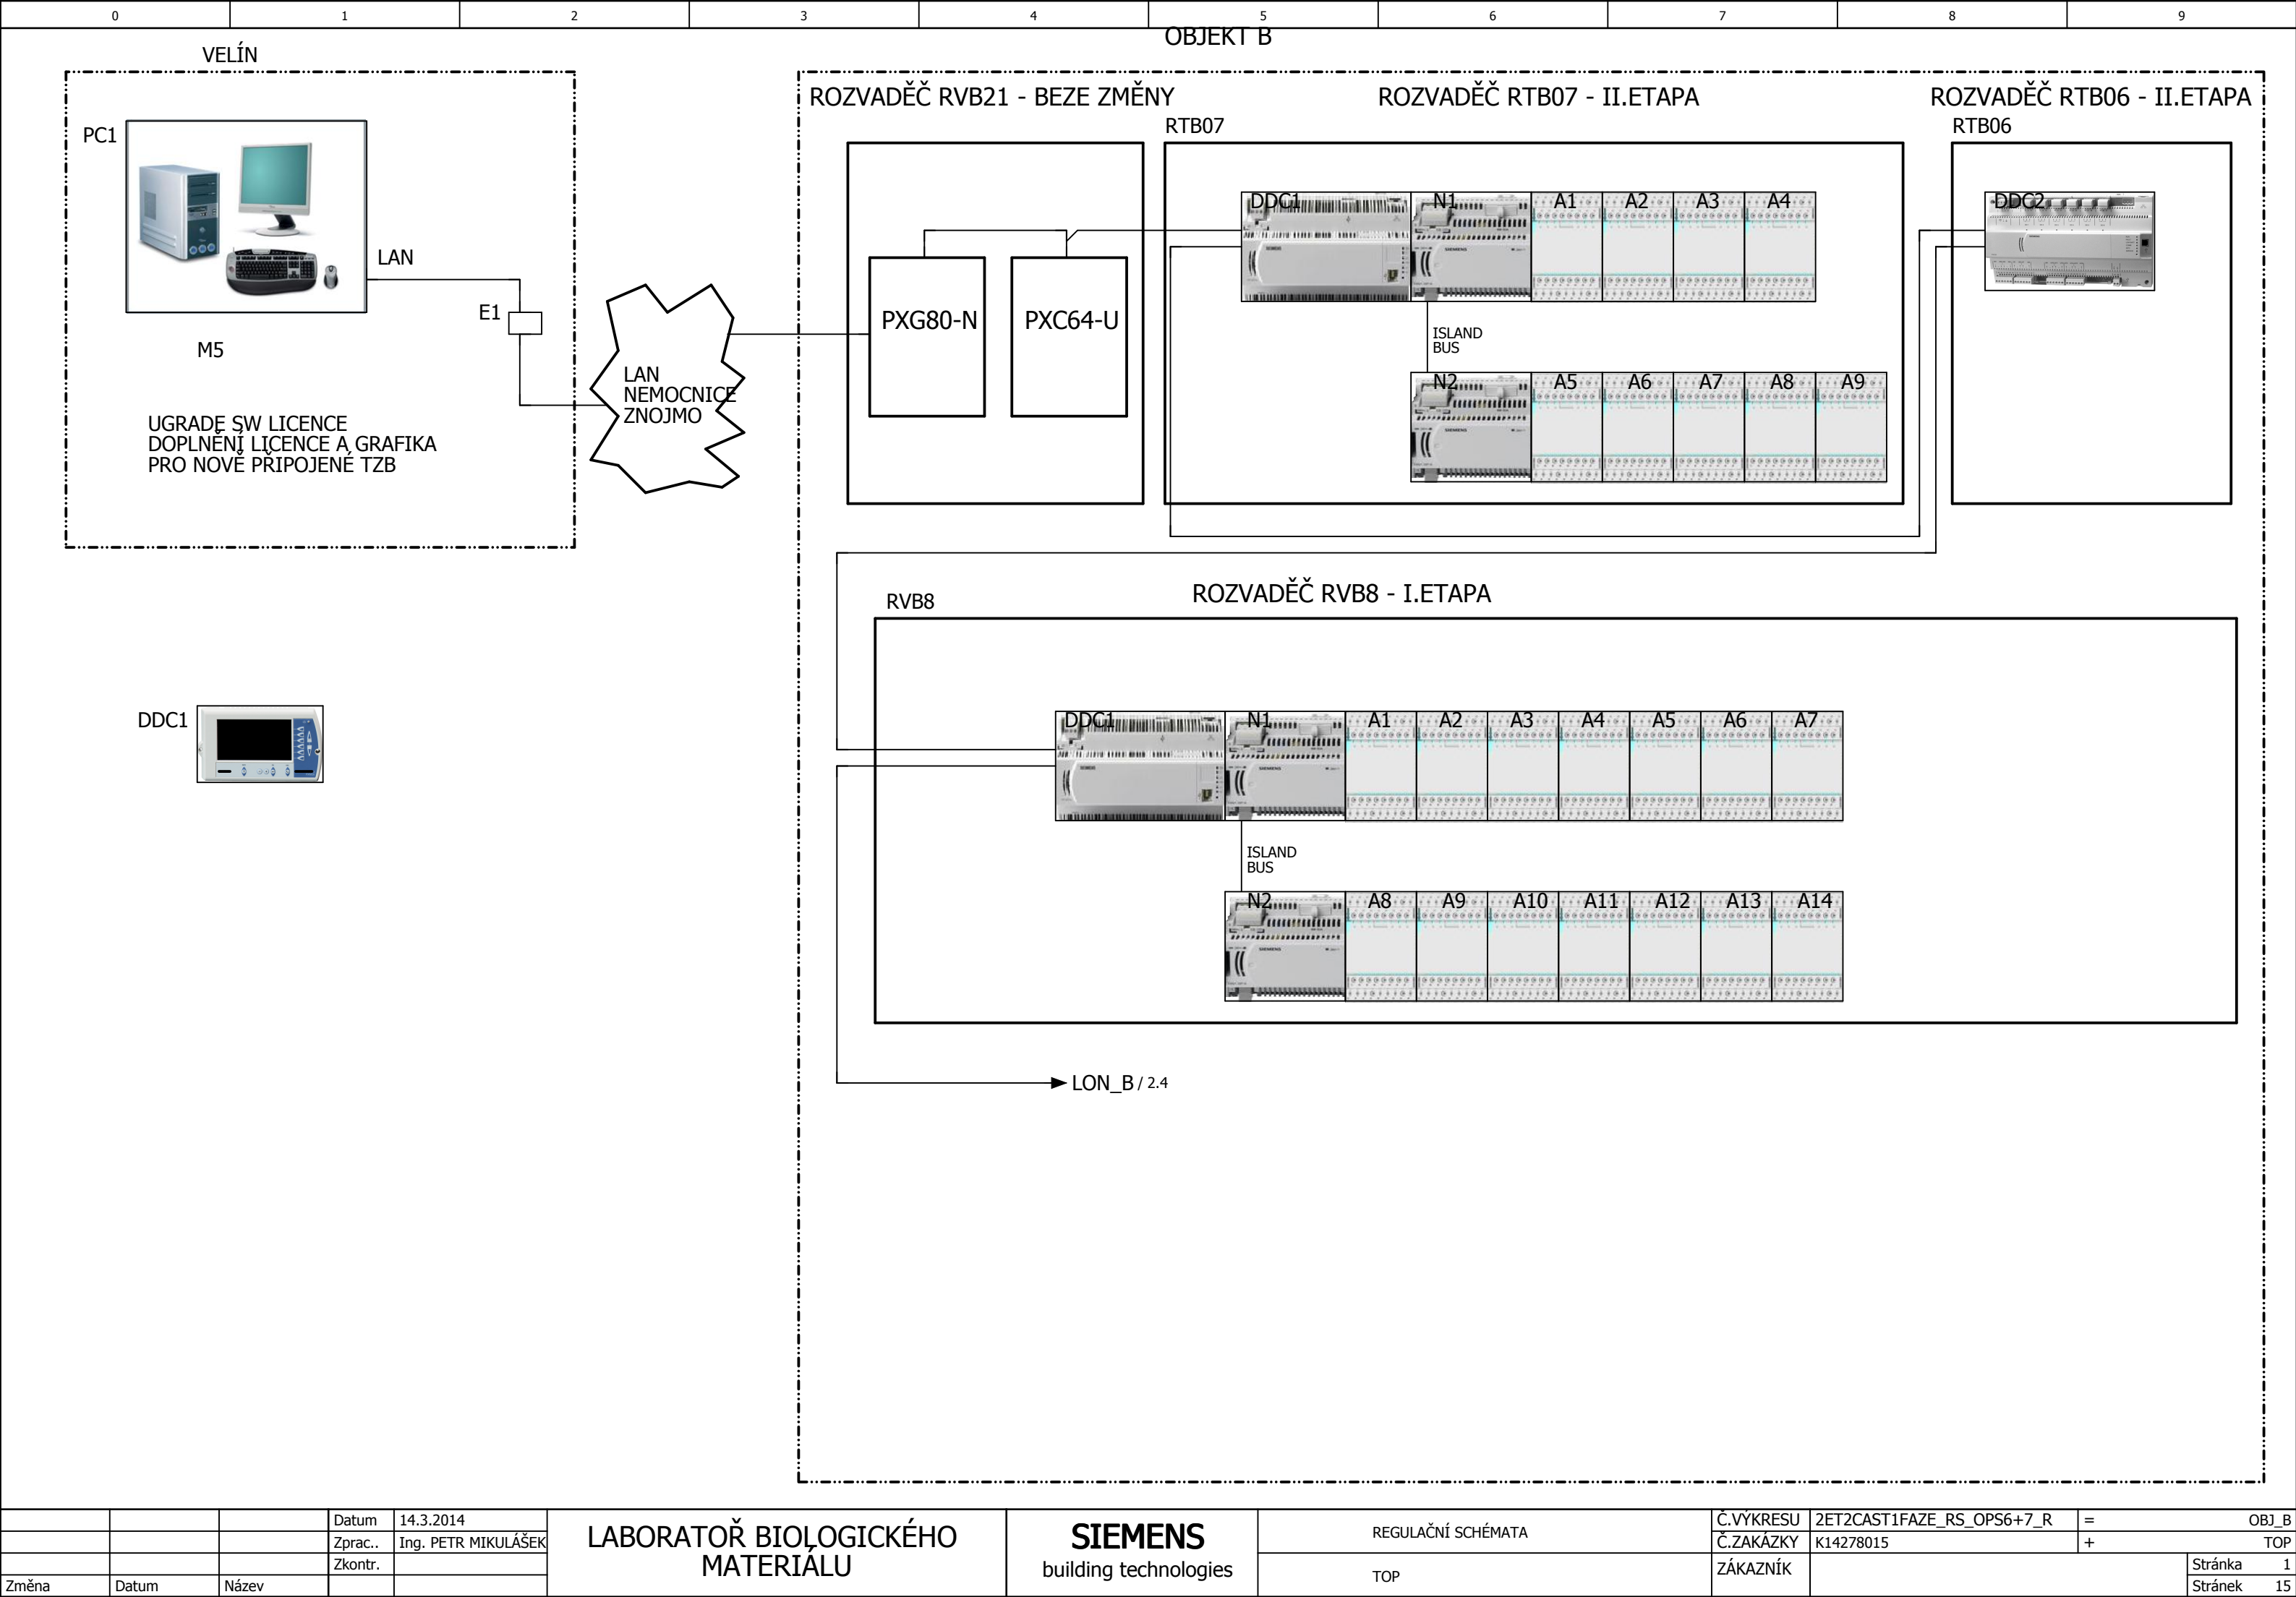 0 1 2 3 4 5 6 7 8 9
OBJEKT B
VELÍN
ROZVADĚČ RVB21 - BEZE ZMĚNY
ROZVADĚČ RTB07 - II.ETAPA
ROZVADĚČ RTB06 - II.ETAPA
PC1
RTB07
RTB06
DDC1 N1 A1 A2 A3 A4
DDC2
SIEMENS
LAN
E1
PXG80-N
PXC64-U
ISLAND
BUS
M5
LAN
NEMOCNICE
ZNOJMO
N2 A5 A6 A7 A8 A9
SIEMENS
UGRADE SW LICENCE
DOPLNĚNÍ LICENCE A GRAFIKA
PRO NOVĚ PŘIPOJENÉ TZB
ROZVADĚČ RVB8 - I.ETAPA
RVB8
DDC1
DDC1 N1 A1 A2 A3 A4 A5 A6 A7
SIEMENS
ISLAND
BUS
N2 A8 A9 A10 A11 A12 A13 A14
SIEMENS
LON_B / 2.4
Datum 14.3.2014
Zprac.. Ing. PETR MIKULÁŠEK
Zkontr.
Změna Datum Název
LABORATOŘ BIOLOGICKÉHO
MATERIÁLU
SIEMENS
building technologies
REGULAČNÍ SCHÉMATA
TOP
Č.VÝKRESU 2ET2CAST1FAZE_RS_OPS6+7_R = OBJ_B
Č.ZAKÁZKY K14278015 + TOP
ZÁKAZNÍK
Stránka 1
Stránek 15